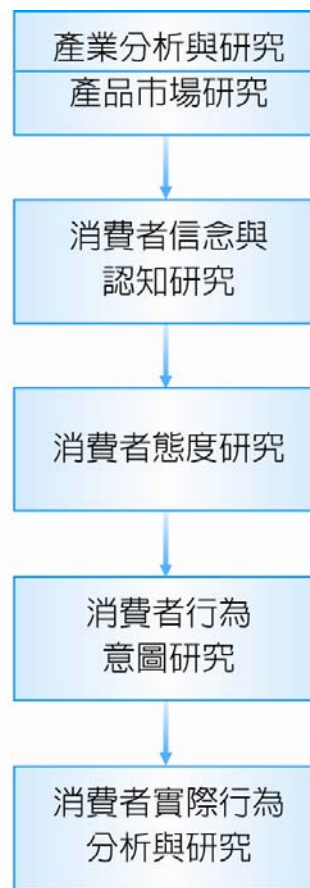 產業分析與研究
產品市場研究
消費者信念與
認知研究
消費者態度研究
消費者行為
意圖研究
消費者實際行為
分析與研究